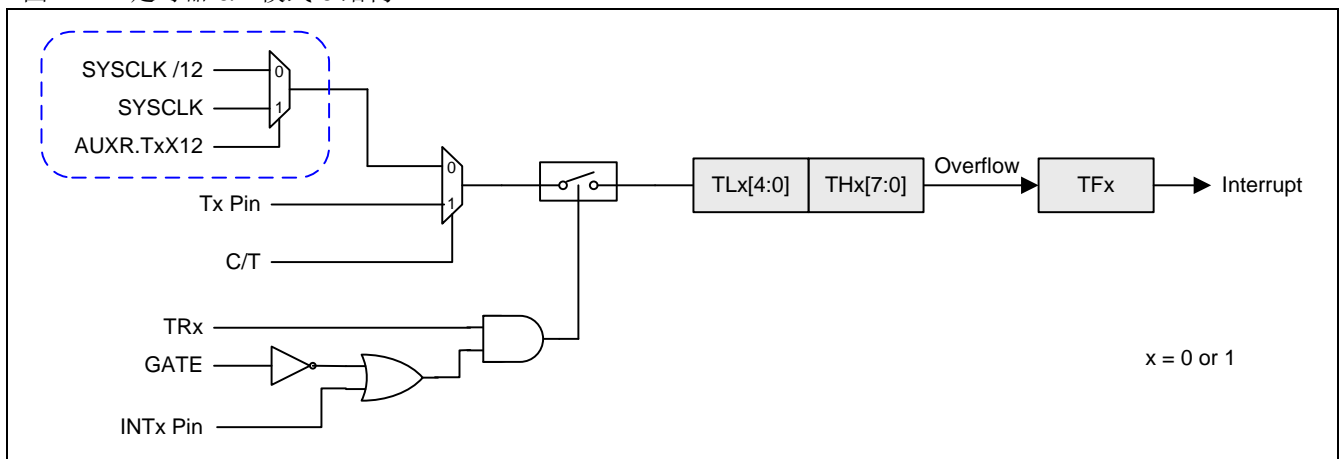 SYSCLK /12
0
SYSCLK
1
AUXR.TxX12
0
Tx Pin
1
C/T
TLx[4:0]
THx[7:0]
Overflow
TFx
Interrupt
TRx
GATE
INTx Pin
x = 0 or 1